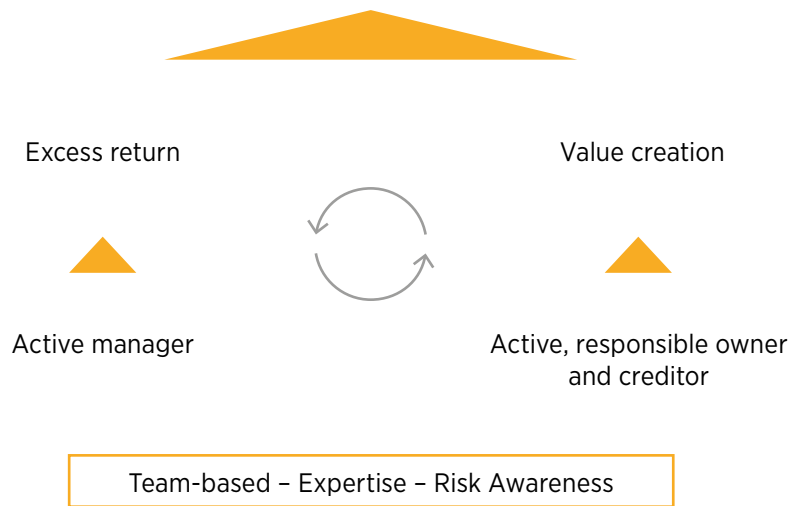 Excess return
Value creation
Active manager
Active, responsible owner
and creditor
Team-based – Expertise – Risk Awareness